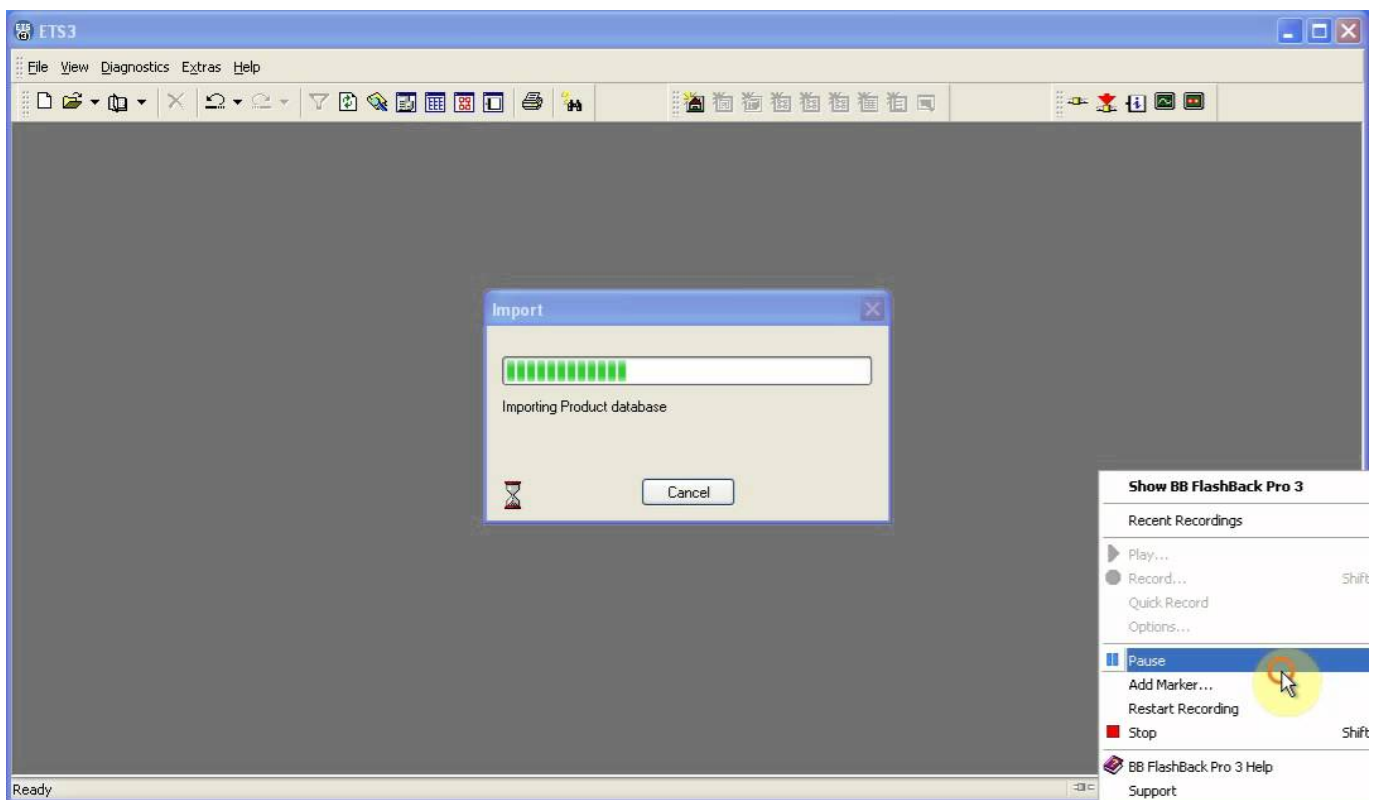 ETS3
File View Diagnostics Extras Help
Import
Importing Product database
Cancel
Show BB FlashBack Pro 3
Recent Recordings
Play...
Record... Shift
Quick Record
Options...
Pause
Add Marker...
Restart Recording
Stop Shift
BB FlashBack Pro 3 Help
Support
Ready